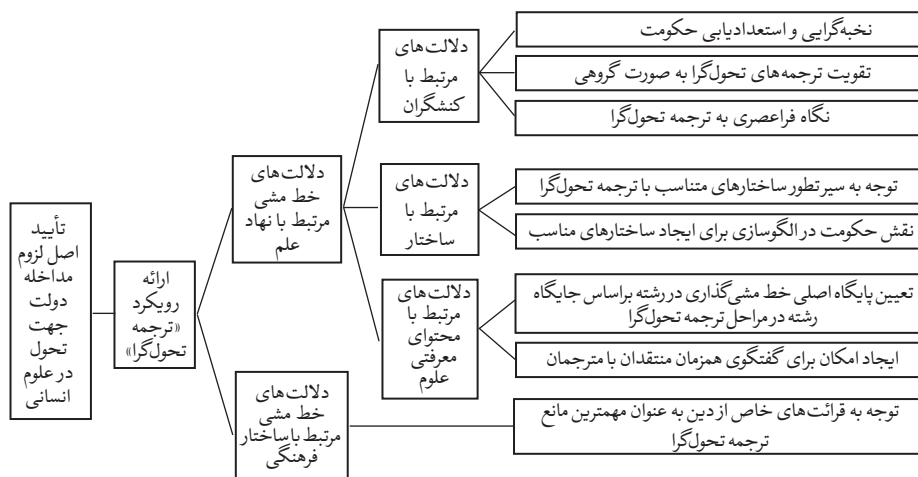 تأیید
اصل لزوم
مداخله
دولت
جهت
تحول
در علوم
انسانی
ارائه
رویکرد
«ترجمه
تحول‌گرا»
دلالت‌های
خط مشی
مرتبط با نهاد
علم
دلالت‌های
مرتبط با
کنشگران
نخبه‌گرایی و استعدادیابی حکومت
تقویت ترجمه‌های تحول‌گرا به صورت گروهی
نگاه فراعصری به ترجمه تحول‌گرا
دلالت‌های
مرتبط با
ساختار
توجه به سیر تطور ساختارهای متناسب با ترجمه تحول‌گرا
نقش حکومت در الگوسازی برای ایجاد ساختارهای مناسب
دلالت‌های
مرتبط با
محتوای
معرفتی
علوم
تعیین پایگاه اصلی خط مشی‌گذاری در رشته براساس جایگاه
رشته در مراحل ترجمه تحول‌گرا
ایجاد امکان برای گفتگوی همزمان منتقدان با مترجمان
دلالت‌های
خط مشی
مرتبط با ساختار
فرهنگی
توجه به قرائت‌های خاص از دین به عنوان مهمترین مانع
ترجمه تحول‌گرا